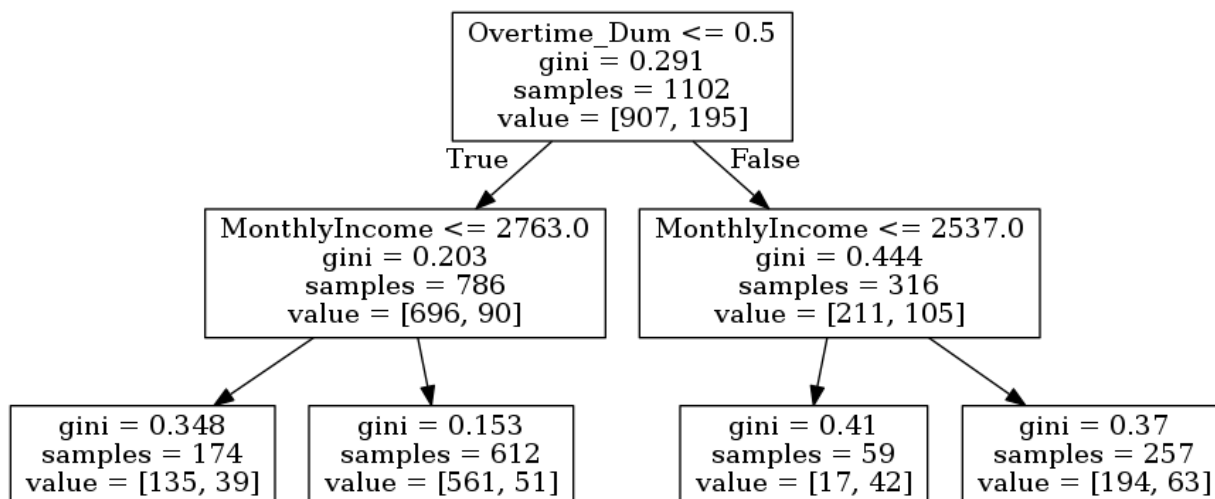 Overtime_Dum <= 0.5
gini = 0.291
samples = 1102
value = [907, 195]
True
False
MonthlyIncome <= 2763.0
gini = 0.203
samples = 786
value = [696, 90]
MonthlyIncome <= 2537.0
gini = 0.444
samples = 316
value = [211, 105]
gini = 0.348
samples = 174
value = [135, 39]
gini = 0.153
samples = 612
value = [561, 51]
gini = 0.41
samples = 59
value = [17, 42]
gini = 0.37
samples = 257
value = [194, 63]